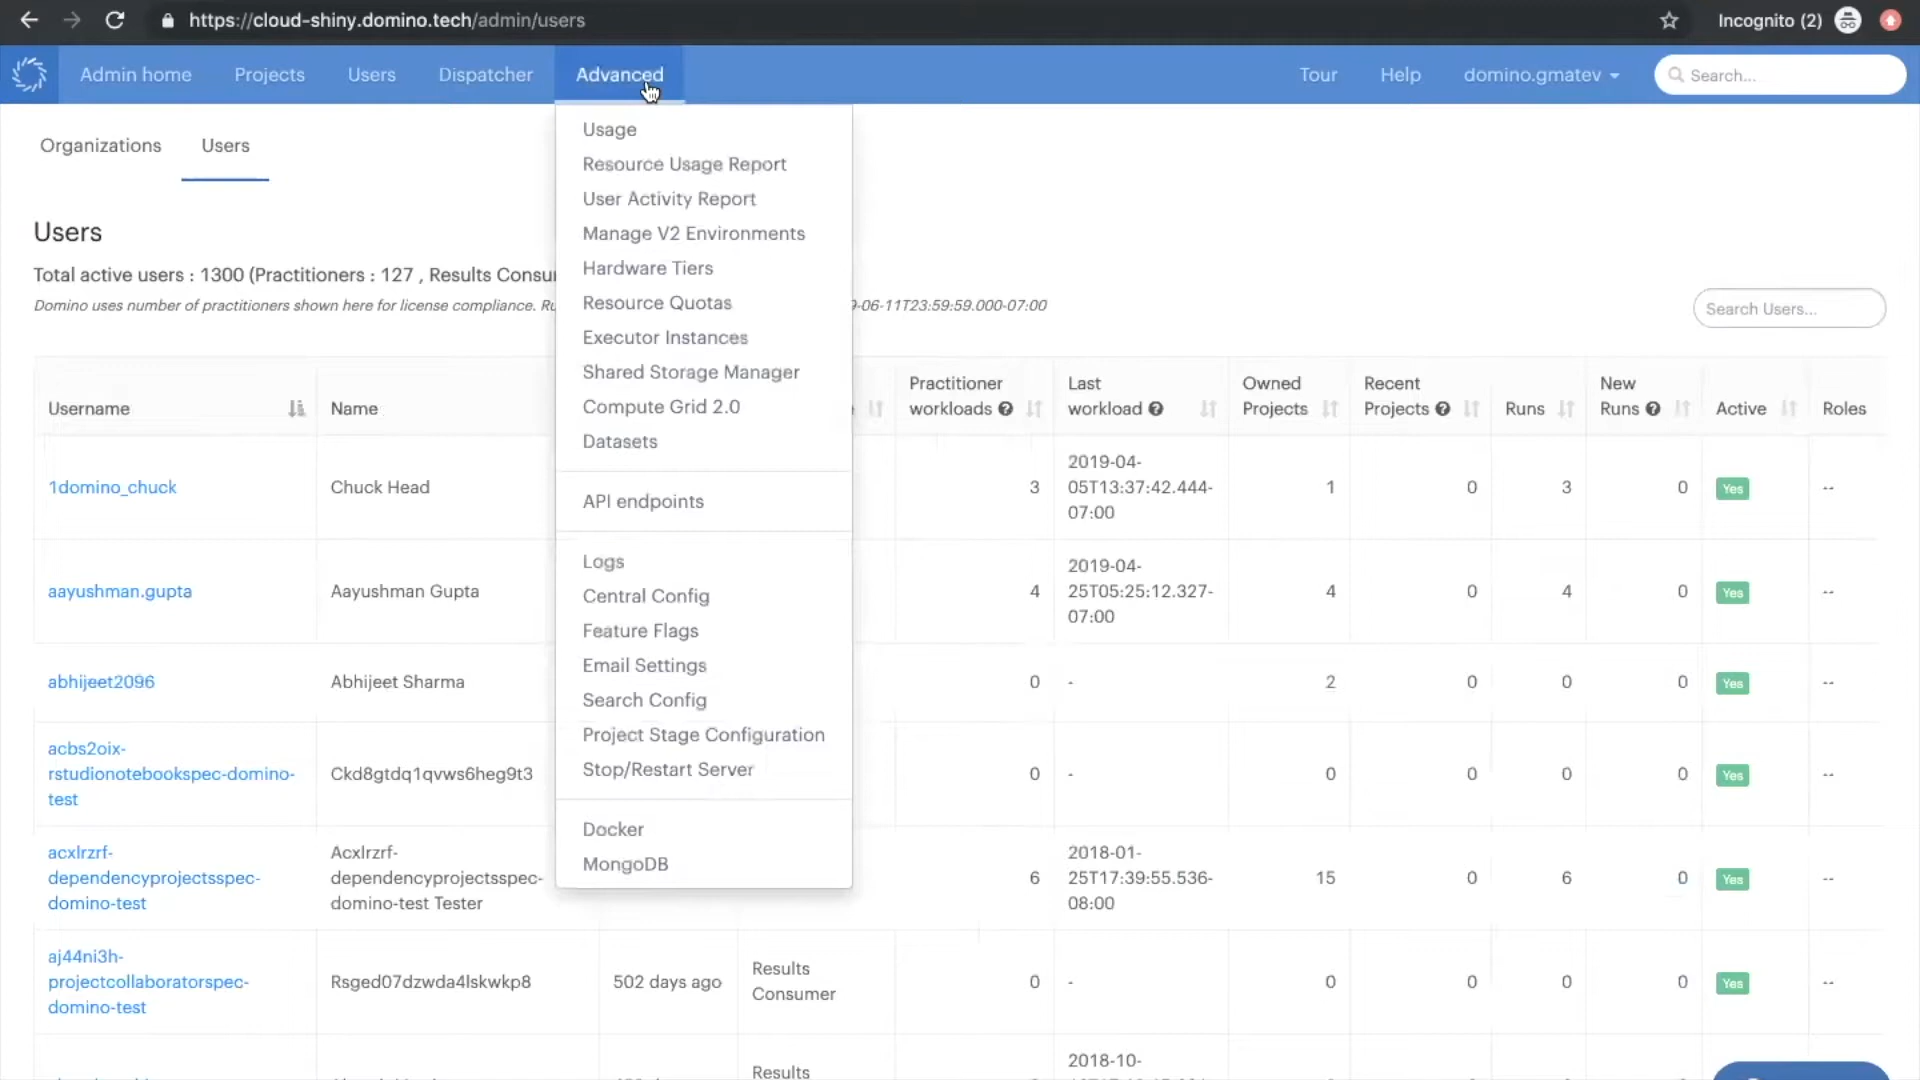 https://cloud-shiny.domino.tech/admin/users
Incognito (2)
Admin home
Projects
Users
Dispatcher
Advanced
Tour
Help
domino.gmatev
Search...
Organizations
Users
Usage
Resource Usage Report
User Activity Report
Manage V2 Environments
Hardware Tiers
Resource Quotas
Executor Instances
Shared Storage Manager
Compute Grid 2.0
Datasets
API endpoints
Logs
Central Config
Feature Flags
Email Settings
Search Config
Project Stage Configuration
Stop/Restart Server
Docker
MongoDB
Users
Total active users : 1300 (Practitioners : 127 , Results
Domino uses number of practitioners shown here for license compliance. -06-11T23:59:59.000-07:00
Search Users...
Username
Name
Practitioner
workloads
Last
workload
Owned
Projects
Recent
Projects
Runs
New
Runs
Active
Roles
1domino_chuck
Chuck Head
3
2019-04-
05T13:37:42.444-
07:00
1
0
3
0
Yes
--
aayushman.gupta
Aayushman Gupta
4
2019-04-
25T05:25:12.327-
07:00
4
0
4
0
Yes
--
abhijeet2096
Abhijeet Sharma
0
-
2
0
0
0
Yes
--
acbs2oix-
rstudionotebookspec-domino-
test
Ckd8gtdq1qvws6heg9t3
0
-
0
0
0
0
Yes
--
acxlrzrf-
dependencyprojectsspec-
domino-test
Acxlrzrf-
dependencyprojectsspec-
domino-test Tester
6
2018-01-
25T17:39:55.536-
08:00
15
0
6
0
Yes
--
aj44ni3h-
projectcollaboratorspec-
domino-test
Rsged07dzwda4lskwkp8
502 days ago
Results
Consumer
0
-
0
0
0
0
Yes
--
Results
2018-10-